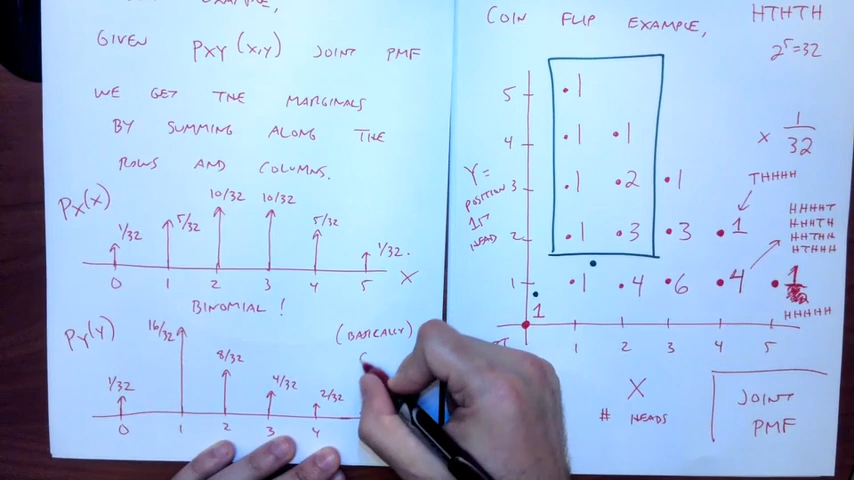 EXAMPLE,
GIVEN PXY (X,Y) JOINT PMF
WE GET THE MARGINALS
BY SUMMING ALONG THE
ROWS AND COLUMNS.
PX(X)
1/32 5/32 10/32 10/32 5/32 1/32.
0 1 2 3 4 5 X
BINOMIAL !
PY(Y)
1/32 16/32 8/32 4/32 2/32
0 1 2 3 4
(BASICALLY)
COIN FLIP EXAMPLE,
HTHTH
2^5=32
x 1/32
5 1
4 1 1
3 1 2 1
2 1 3 3 1
1 1 4 6 4 1
1
Y=
POSITION
1ST
HEAD
THHHH
HHHHT
HHHTH
HHTHH
HTHHH
HHHHH
1 2 3 4 5
X
# HEADS
JOINT
PMF